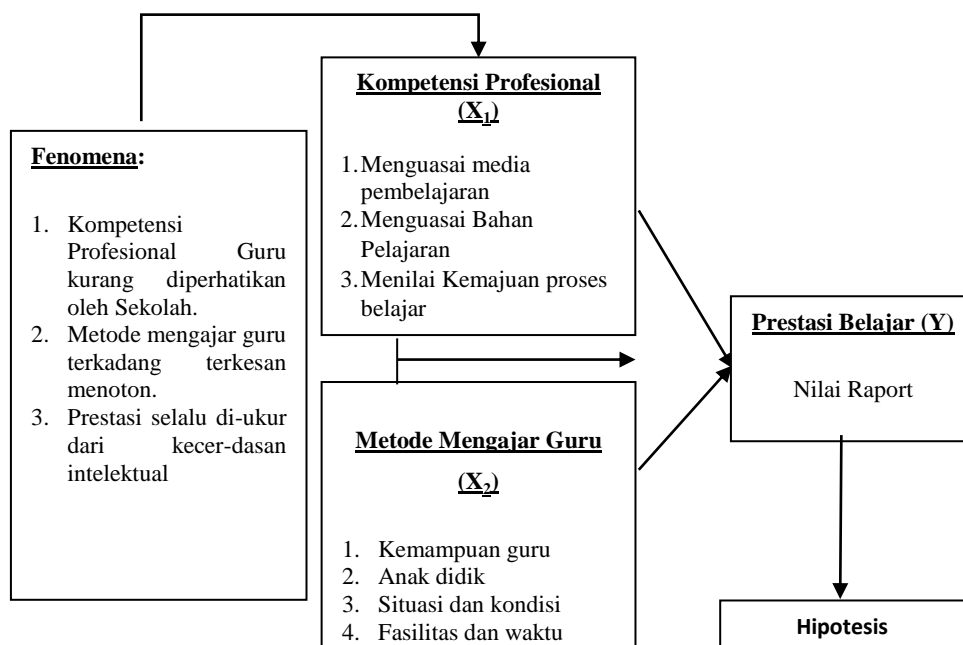 Fenomena:
1. Kompetensi
Profesional Guru
kurang diperhatikan
oleh Sekolah.
2. Metode mengajar guru
terkadang terkesan
menoton.
3. Prestasi selalu di-ukur
dari kecer-dasan
intelektual
Kompetensi Profesional
(X1)
1. Menguasai media
pembelajaran
2. Menguasai Bahan
Pelajaran
3. Menilai Kemajuan proses
belajar
Metode Mengajar Guru
(X2)
1. Kemampuan guru
2. Anak didik
3. Situasi dan kondisi
4. Fasilitas dan waktu
Prestasi Belajar (Y)
Nilai Raport
Hipotesis